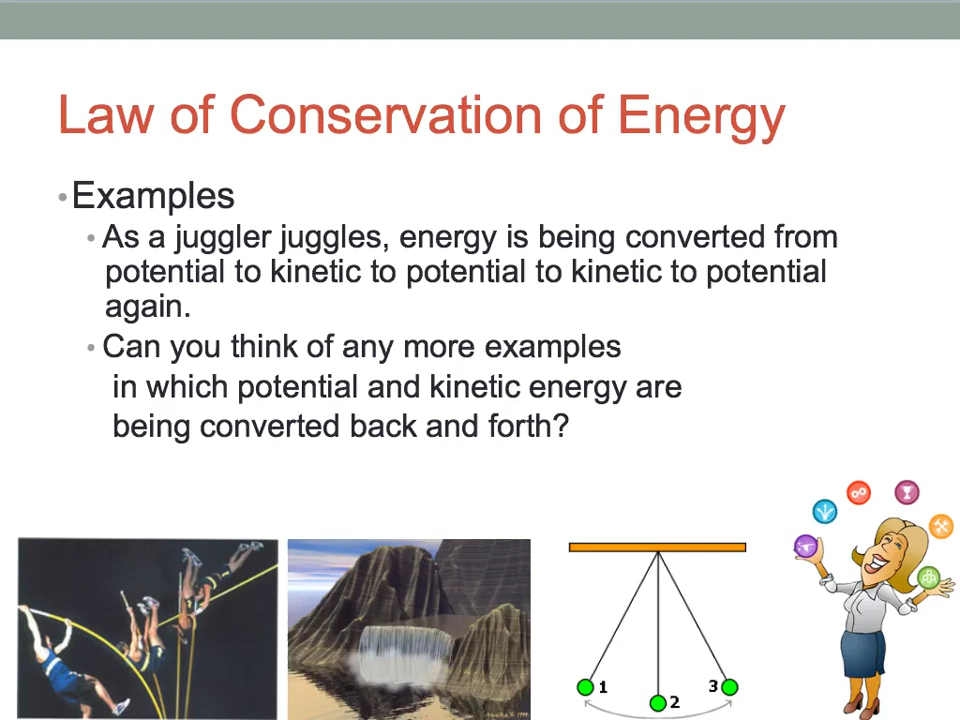 Law of Conservation of Energy
•Examples
• As a juggler juggles, energy is being converted from
potential to kinetic to potential to kinetic to potential
again.
• Can you think of any more examples
in which potential and kinetic energy are
being converted back and forth?
1
2
3